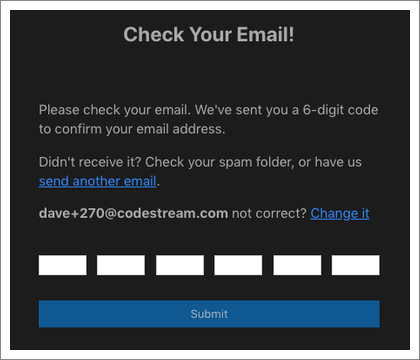 Check Your Email!
Please check your email. We've sent you a 6-digit code
to confirm your email address.
Didn't receive it? Check your spam folder, or have us
send another email.
dave+270@codestream.com not correct? Change it
Submit